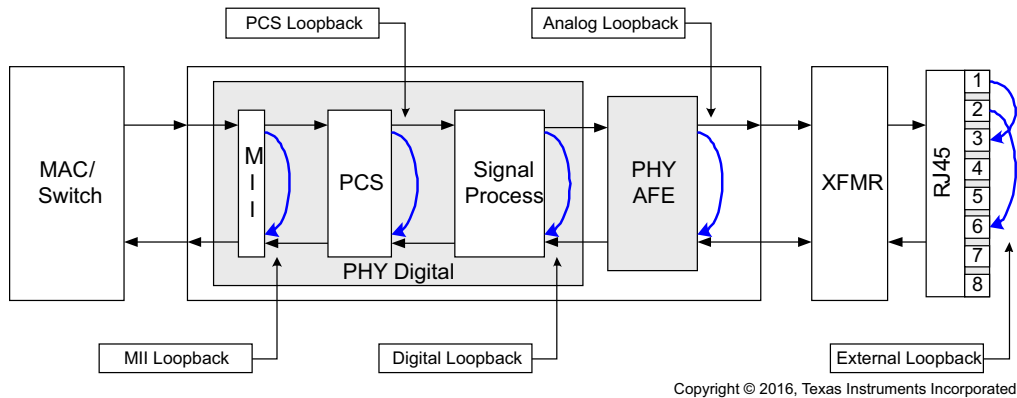 PCS Loopback
Analog Loopback
MAC/
Switch
M
I
I
PCS
Signal
Process
PHY
AFE
XFMR
RJ45
1
2
3
4
5
6
7
8
PHY Digital
MII Loopback
Digital Loopback
External Loopback
Copyright © 2016, Texas Instruments Incorporated